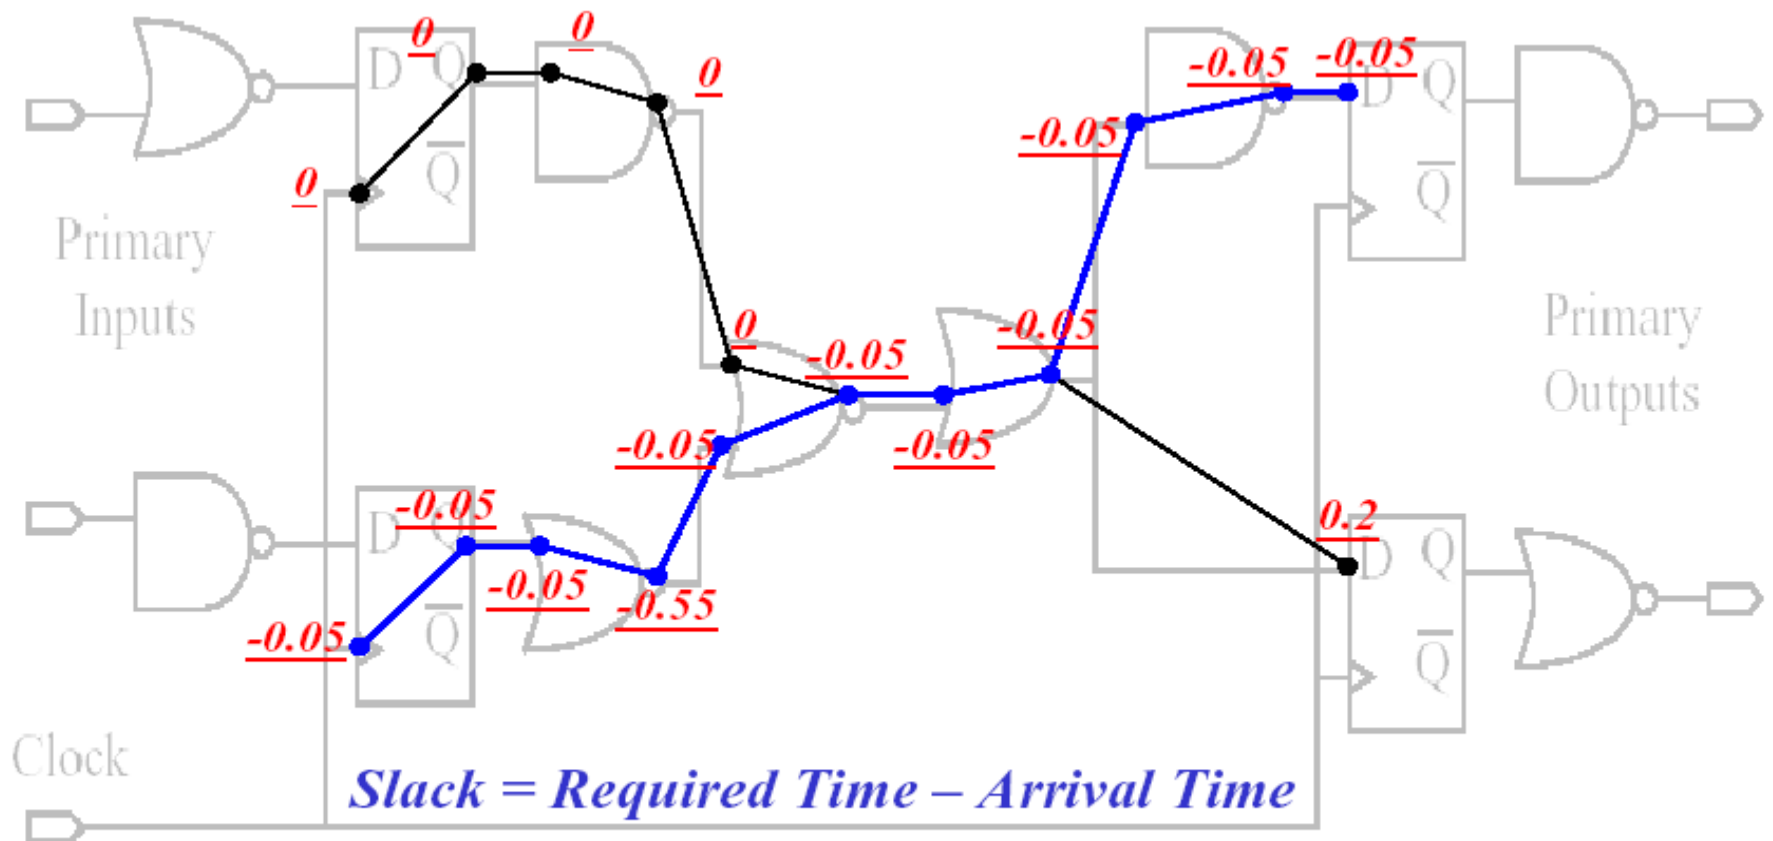 0
0
0
D Q
Q
0
Primary
Inputs
0
-0.05
-0.05
-0.05
D Q
Q
-0.05
Primary
Outputs
-0.05
-0.05
-0.05
-0.05
D Q
Q
-0.05
-0.55
-0.05
0.2
D Q
Q
Clock
Slack = Required Time – Arrival Time